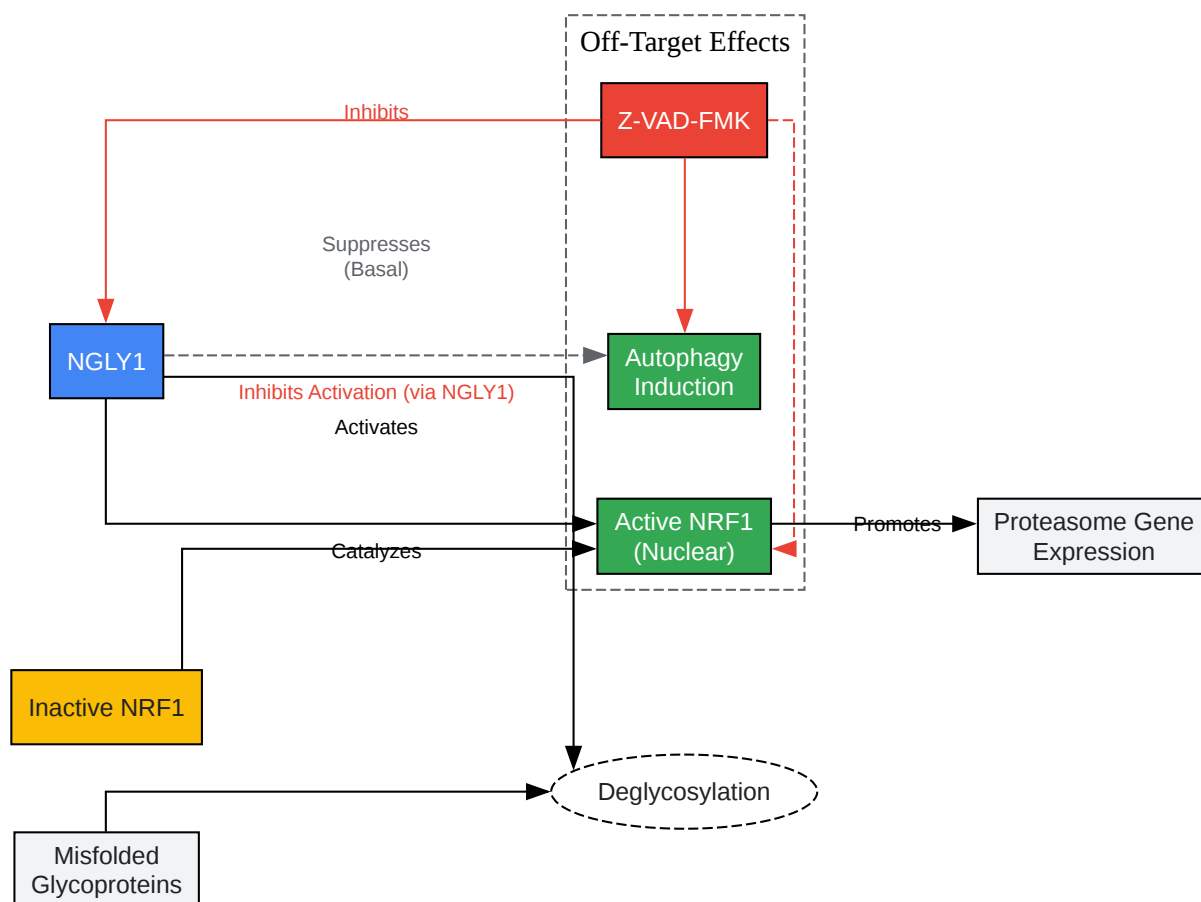 Off-Target Effects
Z-VAD-FMK
Inhibits
Suppresses
(Basal)
NGLY1
Autophagy
Induction
Inhibits Activation (via NGLY1)
Activates
Active NRF1
(Nuclear)
Promotes
Proteasome Gene
Expression
Catalyzes
Inactive NRF1
Deglycosylation
Misfolded
Glycoproteins